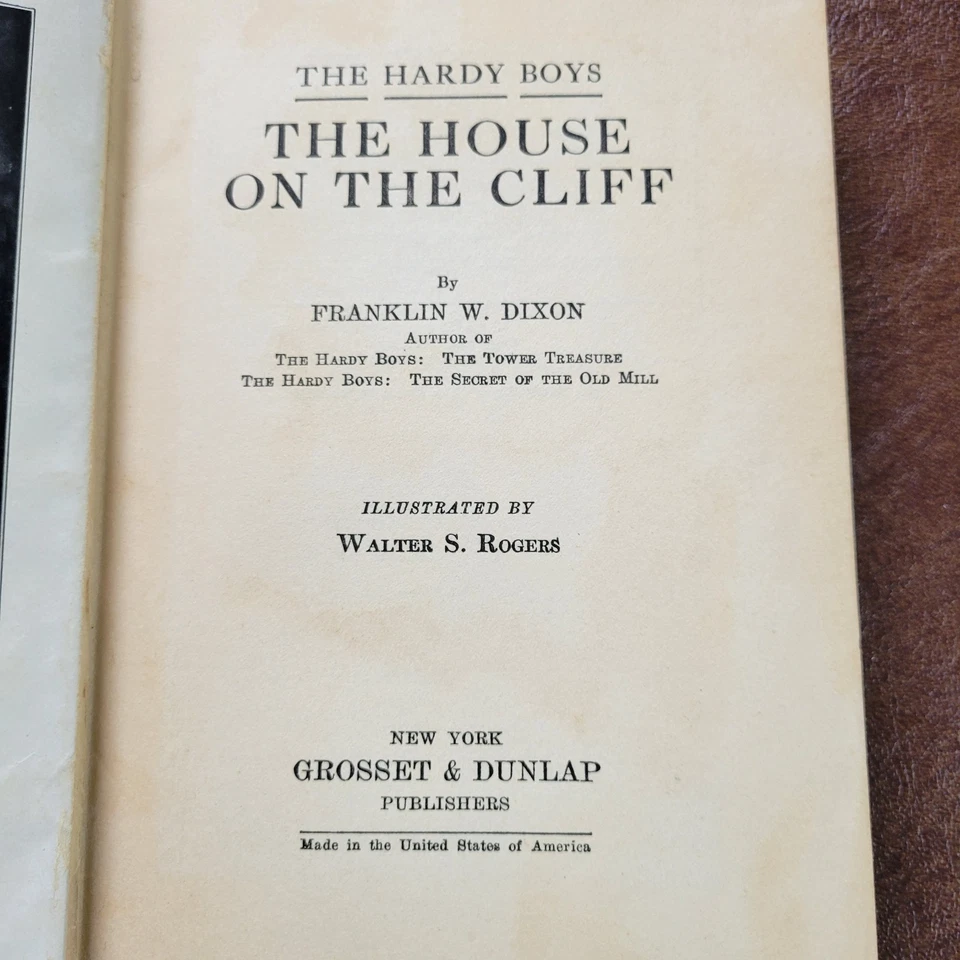 THE HARDY BOYS
THE HOUSE
ON THE CLIFF
By
FRANKLIN W. DIXON
AUTHOR OF
THE HARDY BOYS: THE TOWER TREASURE
THE HARDY BOYS: THE SECRET OF THE OLD MILL
ILLUSTRATED BY
WALTER S. ROGERS
NEW YORK
GROSSET & DUNLAP
PUBLISHERS
Made in the United States of America